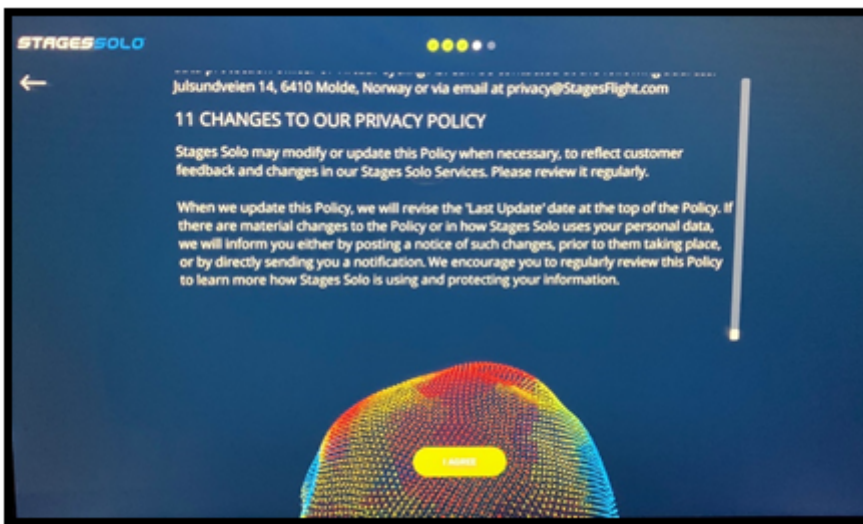 STAGES SOLO
Julsundveien 14, 6410 Molde, Norway or via email at privacy@StagesFlight.com
11 CHANGES TO OUR PRIVACY POLICY
Stages Solo may modify or update this Policy when necessary, to reflect customer
feedback and changes in our Stages Solo Services. Please review it regularly.
When we update this Policy, we will revise the 'Last Update' date at the top of the Policy. If
there are material changes to the Policy or in how Stages Solo uses your personal data,
we will inform you either by posting a notice of such changes, prior to them taking place,
or by directly sending you a notification. We encourage you to regularly review this Policy
to learn more how Stages Solo is using and protecting your information.
I AGREE